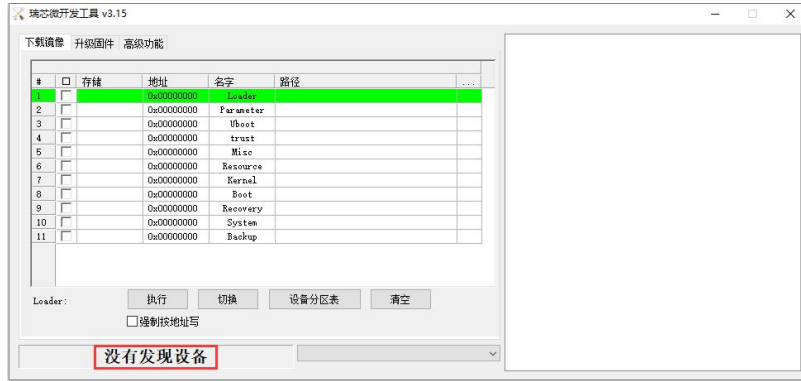 瑞芯微开发工具 v3.15
下载镜像 升级固件 高级功能
# 存储 地址 名字 路径 ...
1 0x00000000 Loader
2 0x00000000 Parameter
3 0x00000000 Uboot
4 0x00000000 trust
5 0x00000000 Misc
6 0x00000000 Resource
7 0x00000000 Kernel
8 0x00000000 Boot
9 0x00000000 Recovery
10 0x00000000 System
11 0x00000000 Backup
Loader: 执行 切换 设备分区表 清空
强制按地址写
没有发现设备